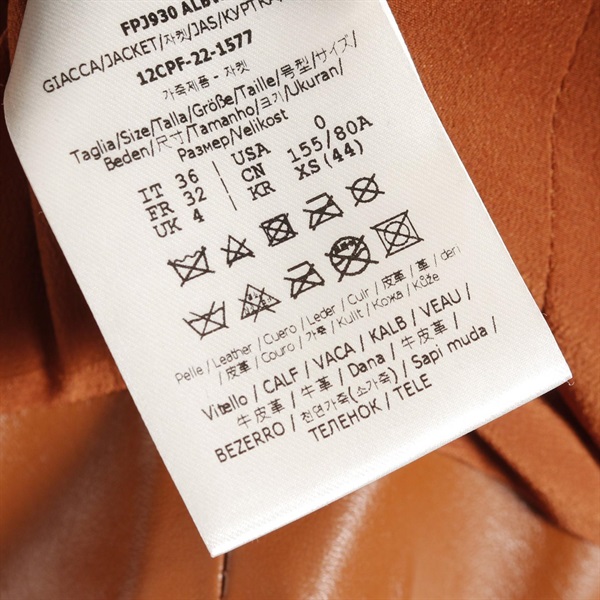 FPJ930
GIACCA/JACKET/자켓/JAS/КУРТКА
12CPF-22-1577
가죽제품 - 자켓
Taglia/Size/Talla/Größe/Taille/号型/サイズ/
Beden/尺寸/Tamanho/크기/Ukuran/
Размер/Velikost
IT 36 USA 0
FR 32 CN 155/80A
UK 4 KR XS(44)
Pelle / Leather / Cuero / Leder / Cuir / 皮革 / 革 / deri
/ 皮革 / Couro / 가죽 / Kulit / Кожа / Kůže
Vitello / CALF / VACA / KALB / VEAU /
牛皮革 / 牛革 / Dana / 牛皮革 /
BEZERRO / 천연가죽(소가죽) / Sapi muda /
ТЕЛЕНОК / TELE